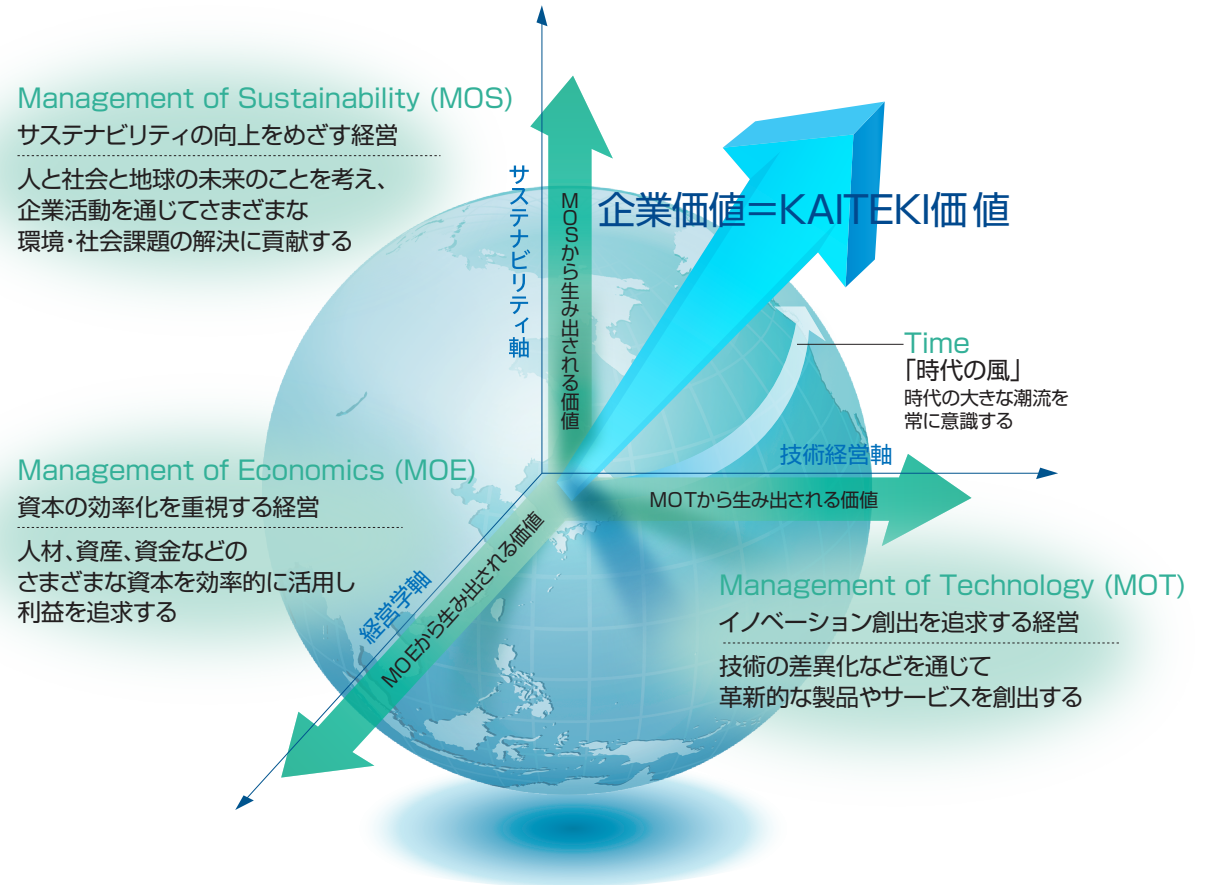 Management of Sustainability (MOS)
サステナビリティの向上をめざす経営
人と社会と地球の未来のことを考え、
企業活動を通じてさまざまな
環境・社会課題の解決に貢献する
サステナビリティ軸
MOSから生み出される価値
企業価値=KAITEKI価値
Time
「時代の風」
時代の大きな潮流を
常に意識する
技術経営軸
MOTから生み出される価値
Management of Economics (MOE)
資本の効率化を重視する経営
人材、資産、資金などの
さまざまな資本を効率的に活用し
利益を追求する
経営学軸
MOEから生み出される価値
Management of Technology (MOT)
イノベーション創出を追求する経営
技術の差異化などを通じて
革新的な製品やサービスを創出する